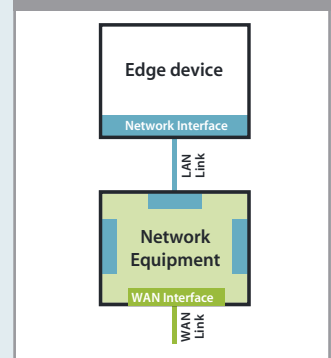 Edge device
Network Interface
LAN
Link
Network
Equipment
WAN Interface
WAN
Link